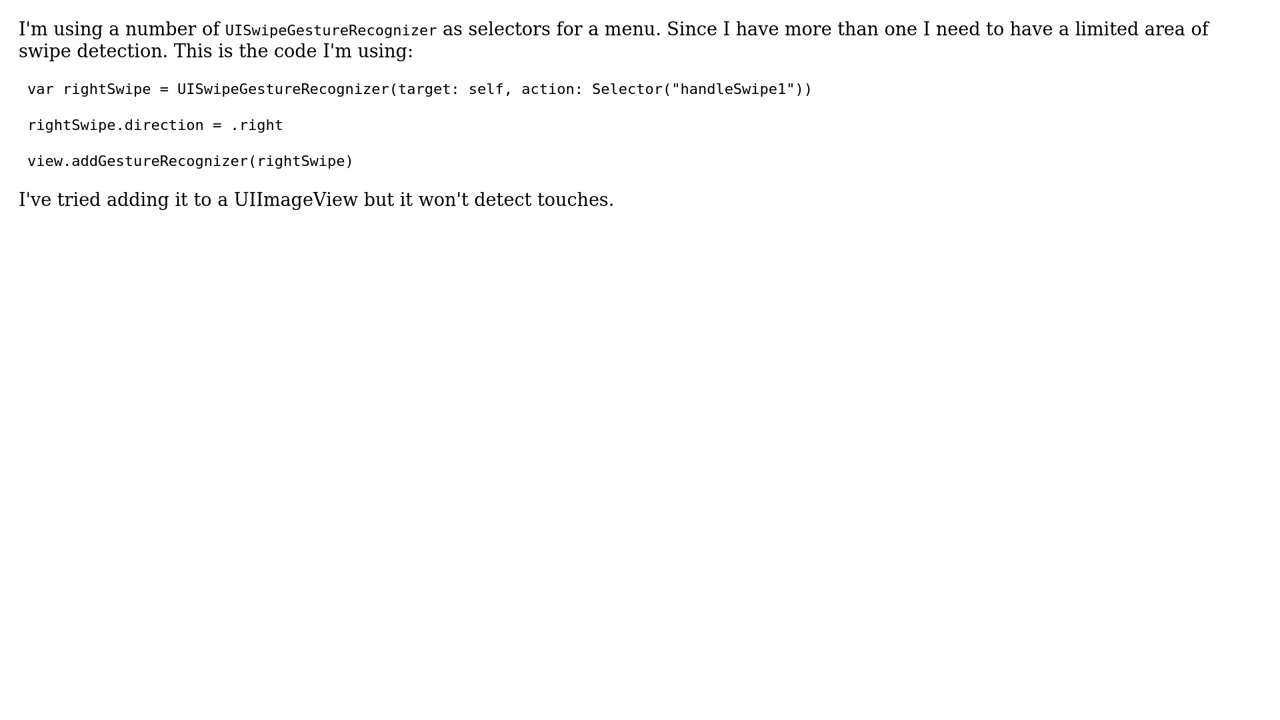 I'm using a number of UISwipeGestureRecognizer as selectors for a menu. Since I have more than one I need to have a limited area of
swipe detection. This is the code I'm using:
var rightSwipe = UISwipeGestureRecognizer(target: self, action: Selector("handleSwipe1"))
rightSwipe.direction = .right
view.addGestureRecognizer(rightSwipe)
I've tried adding it to a UIImageView but it won't detect touches.